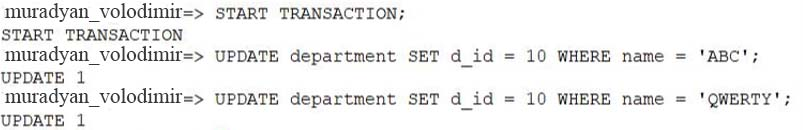 muradyan_volodimir=> START TRANSACTION;
START TRANSACTION
muradyan_volodimir=> UPDATE department SET d_id = 10 WHERE name = 'ABC';
UPDATE 1
muradyan_volodimir=> UPDATE department SET d_id = 10 WHERE name = 'QWERTY';
UPDATE 1